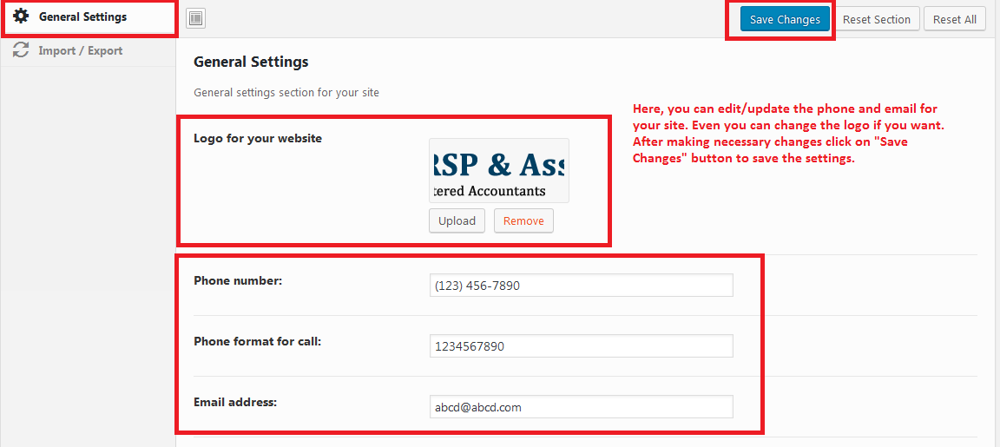 General Settings
Save Changes
Reset Section
Reset All
Import / Export
General Settings
General settings section for your site
Here, you can edit/update the phone and email for
your site. Even you can change the logo if you want.
After making necessary changes click on "Save
Changes" button to save the settings.
Logo for your website
RSP & Ass
tered Accountants
Upload
Remove
Phone number:
(123) 456-7890
Phone format for call:
1234567890
Email address:
abcd@abcd.com